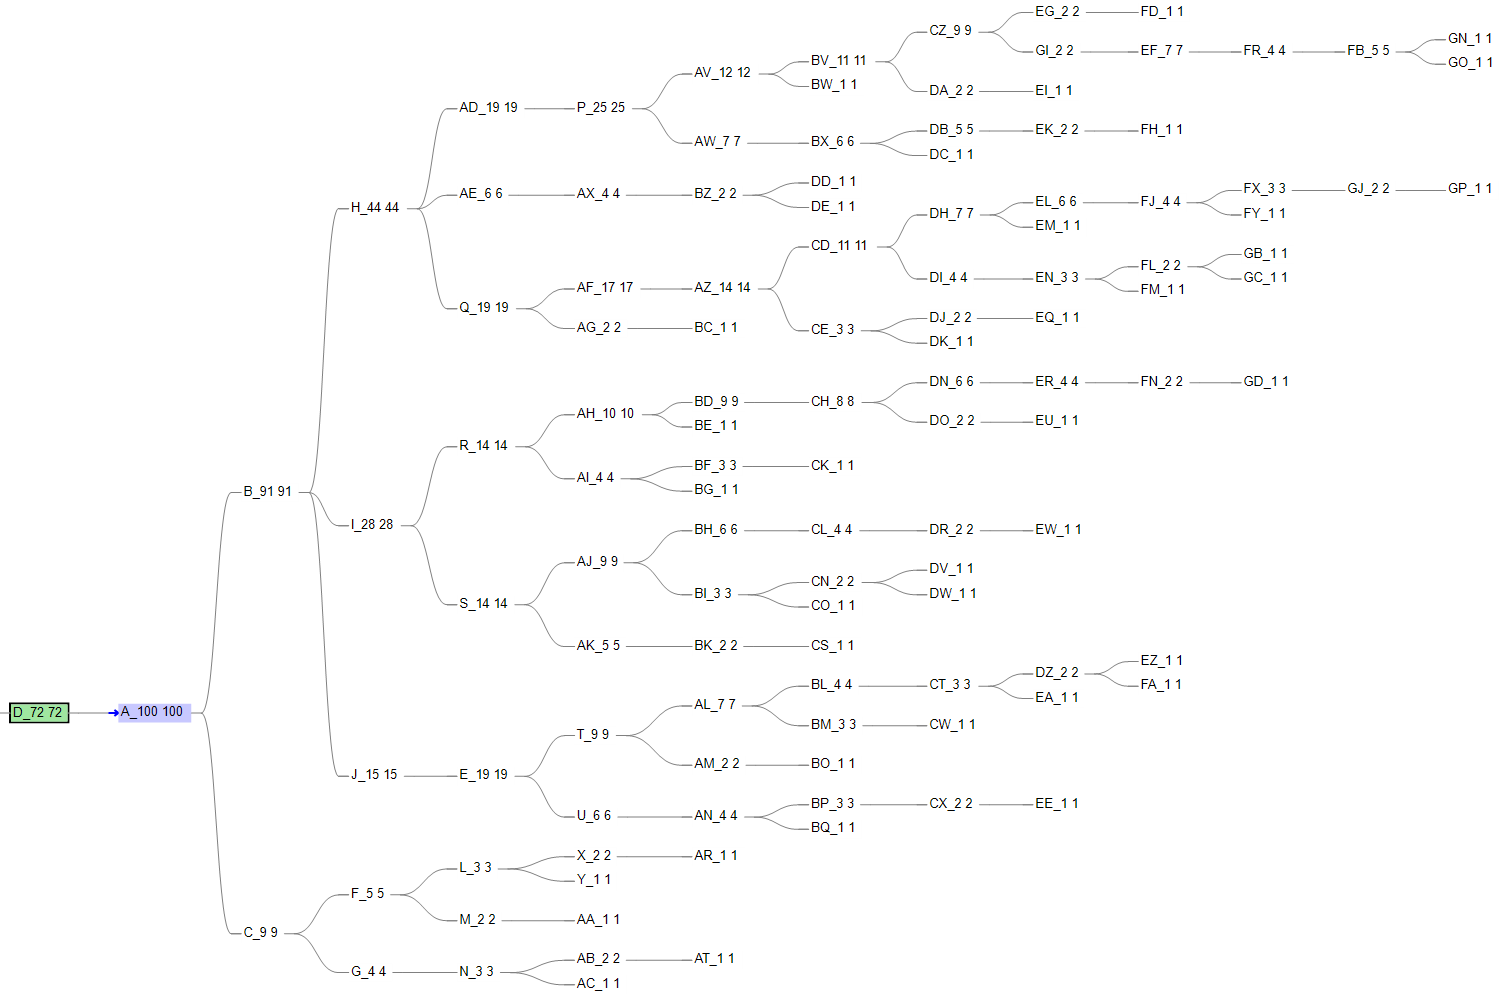 EG_2 2
FD_1 1
CZ_9 9
GN_1 1
GI_2 2
EF_7 7
FR_4 4
FB_5 5
BV_11 11
GO_1 1
AV_12 12
BW_1 1
DA_2 2
EI_1 1
AD_19 19
P_25 25
DB_5 5
EK_2 2
FH_1 1
AW_7 7
BX_6 6
DC_1 1
DD_1 1
AE_6 6
AX_4 4
BZ_2 2
FX_3 3
GJ_2 2
GP_1 1
H_44 44
DE_1 1
EL_6 6
FJ_4 4
DH_7 7
FY_1 1
EM_1 1
CD_11 11
GB_1 1
FL_2 2
DI_4 4
EN_3 3
GC_1 1
AF_17 17
AZ_14 14
FM_1 1
Q_19 19
DJ_2 2
EQ_1 1
AG_2 2
BC_1 1
CE_3 3
DK_1 1
DN_6 6
ER_4 4
FN_2 2
GD_1 1
BD_9 9
CH_8 8
AH_10 10
DO_2 2
EU_1 1
BE_1 1
R_14 14
BF_3 3
CK_1 1
AI_4 4
BG_1 1
B_91 91
I_28 28
BH_6 6
CL_4 4
DR_2 2
EW_1 1
AJ_9 9
DV_1 1
CN_2 2
BI_3 3
DW_1 1
S_14 14
CO_1 1
AK_5 5
BK_2 2
CS_1 1
EZ_1 1
DZ_2 2
BL_4 4
CT_3 3
FA_1 1
EA_1 1
AL_7 7
D_72 72
A_100 100
BM_3 3
CW_1 1
T_9 9
AM_2 2
BO_1 1
J_15 15
E_19 19
BP_3 3
CX_2 2
EE_1 1
U_6 6
AN_4 4
BQ_1 1
X_2 2
AR_1 1
L_3 3
Y_1 1
F_5 5
M_2 2
AA_1 1
C_9 9
AB_2 2
AT_1 1
G_4 4
N_3 3
AC_1 1